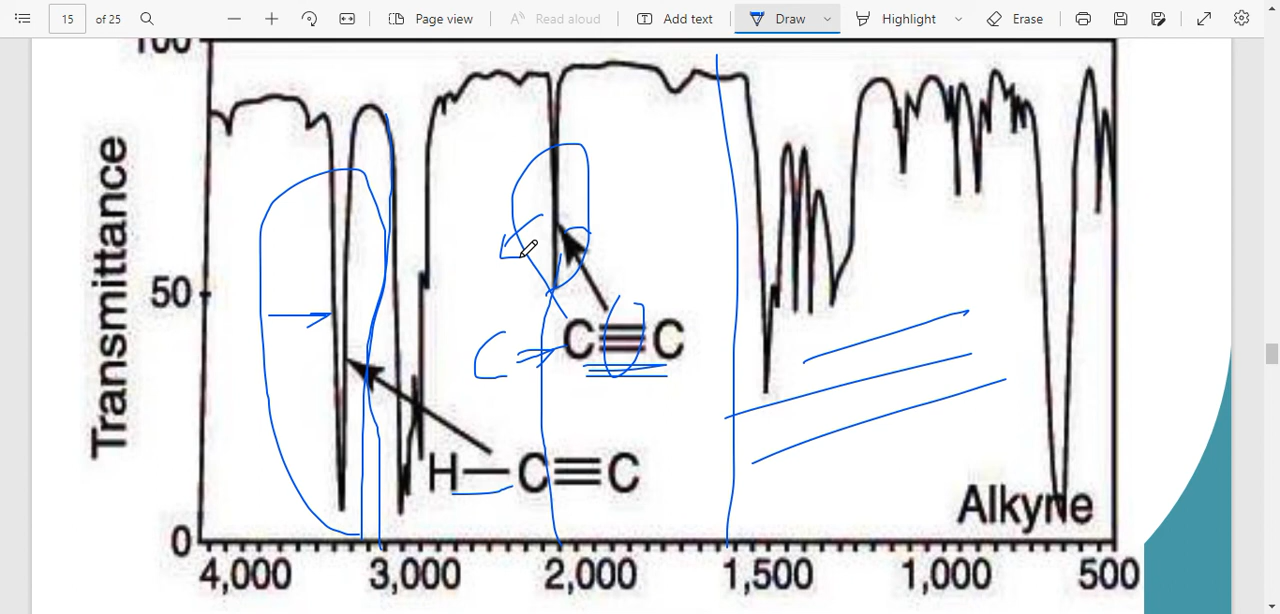 15 of 25 Page view Read aloud Add text Draw Highlight Erase
100
Transmittance
50
C≡C
H—C≡C
Alkyne
0
4,000 3,000 2,000 1,500 1,000 500